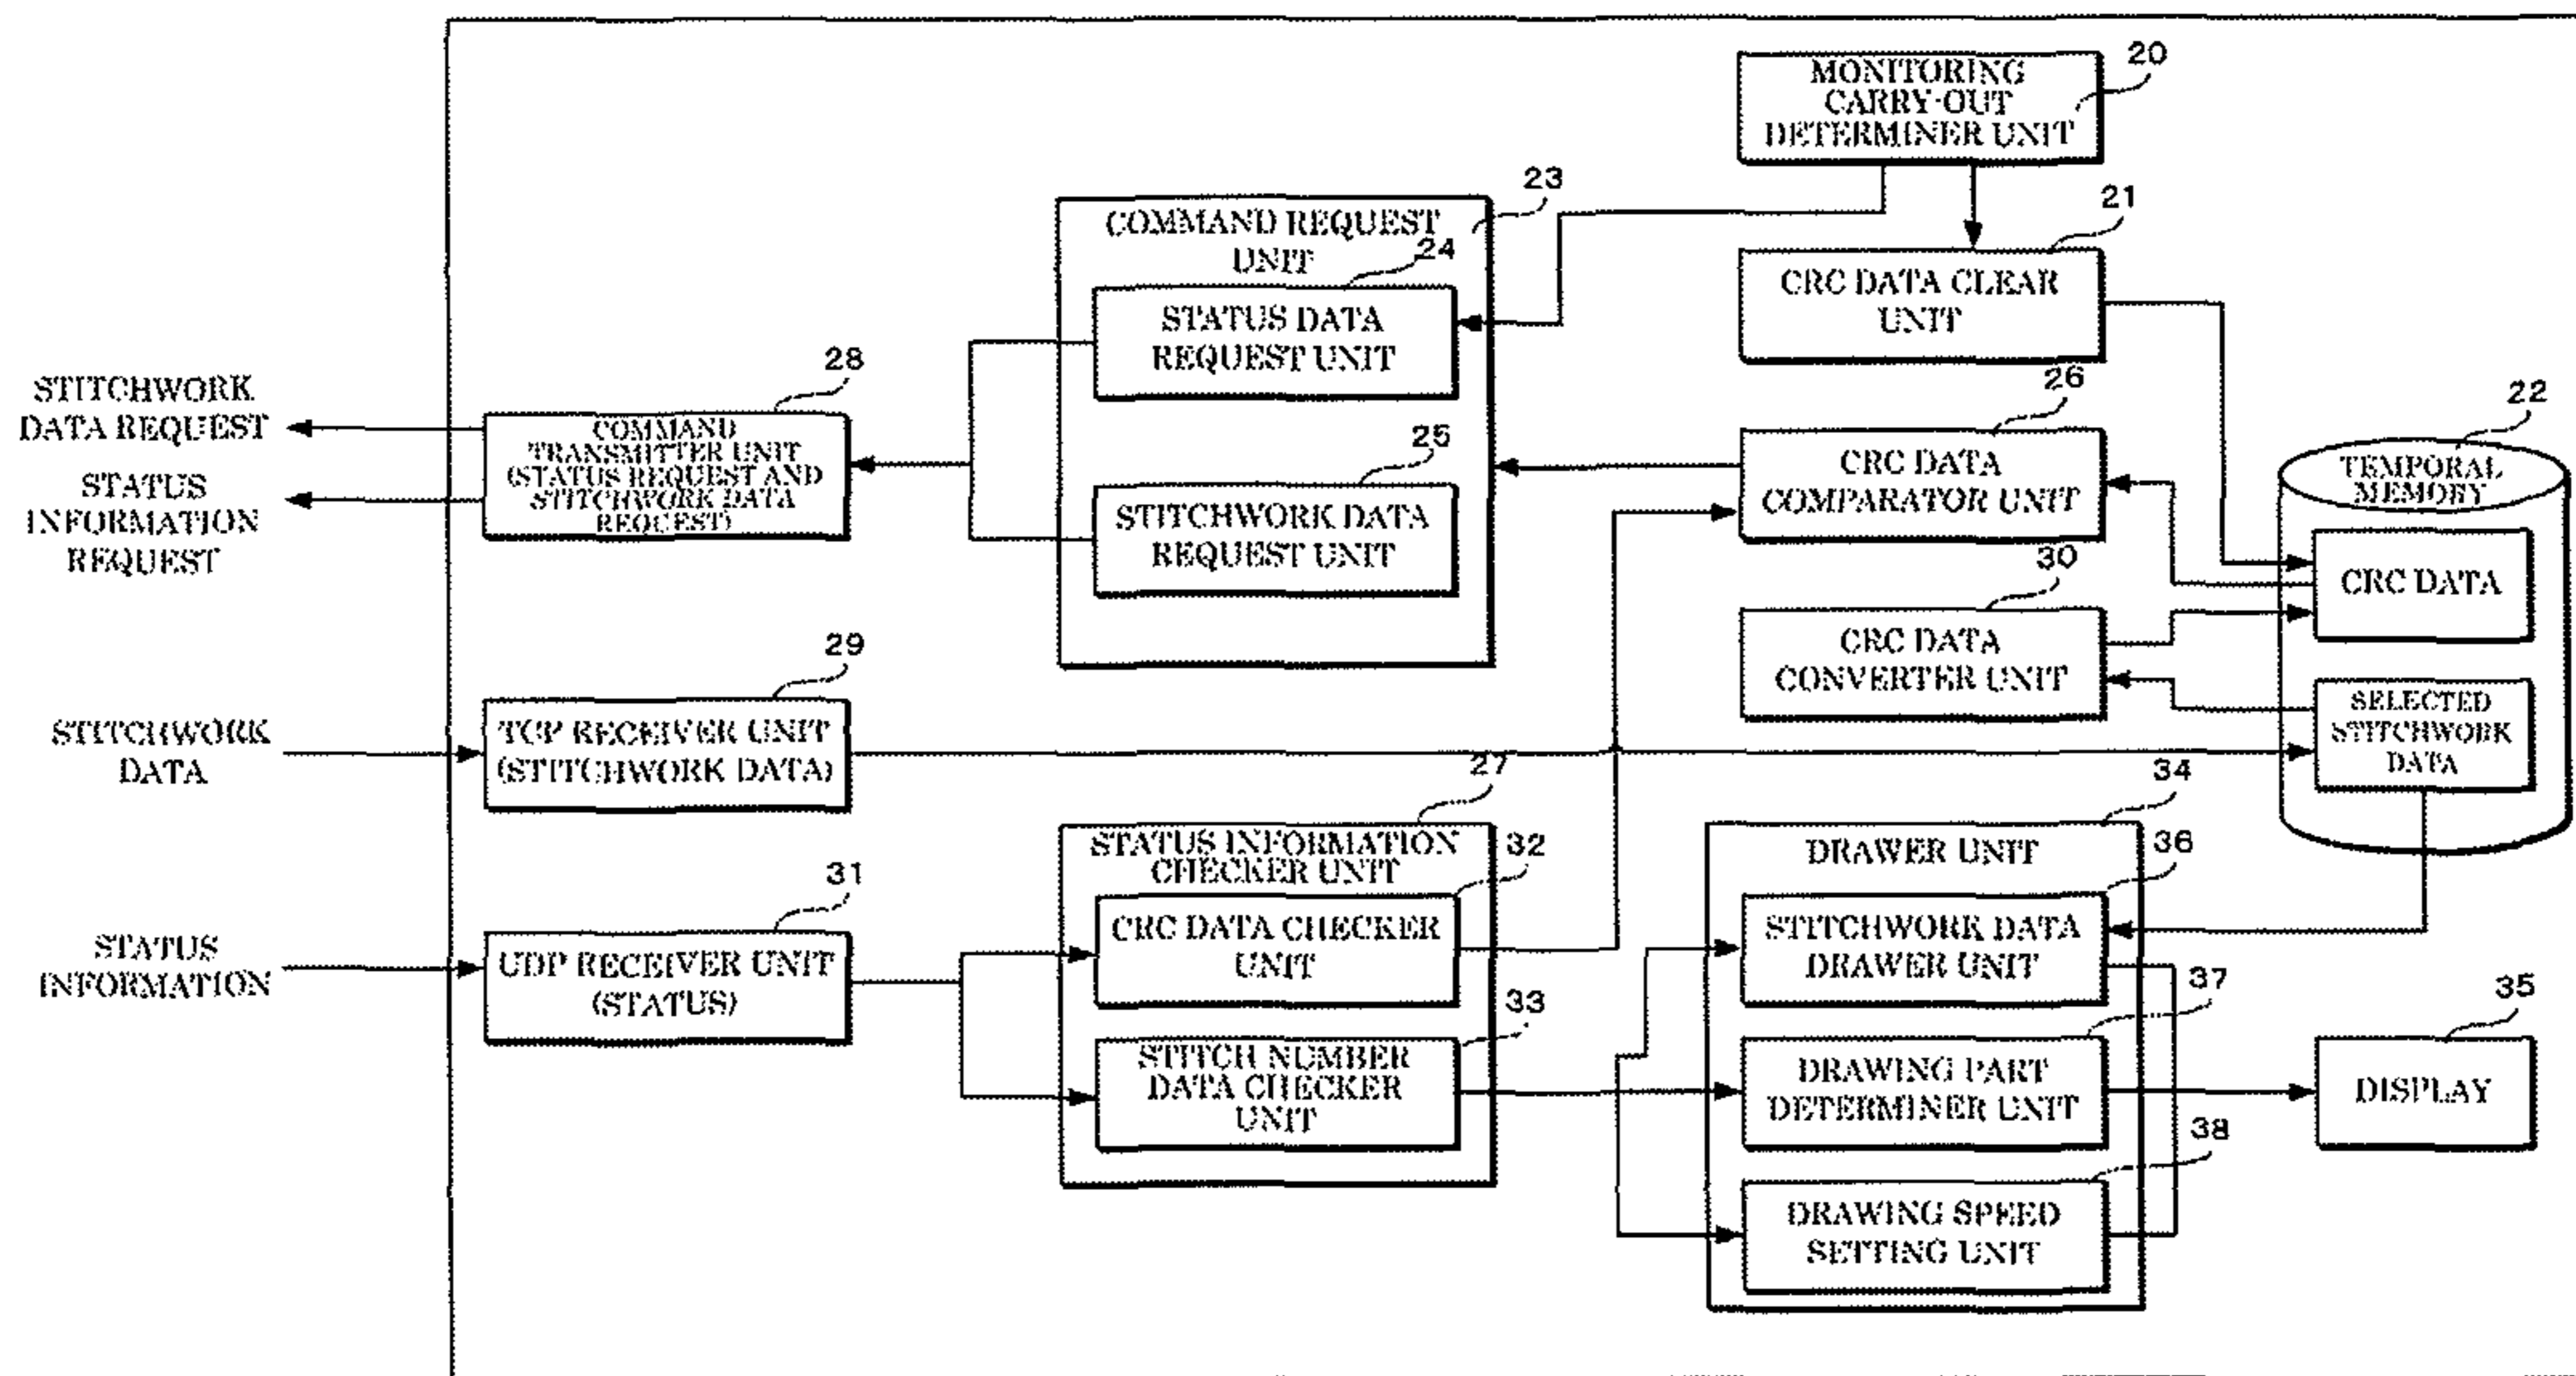 20
MONITORING
CARRY-OUT
DETERMINER UNIT
23
COMMAND REQUEST
UNIT
21
CRC DATA CLEAR
UNIT
24
STATUS DATA
REQUEST UNIT
28
STITCHWORK
DATA REQUEST
STATUS
INFORMATION
REQUEST
COMMAND
TRANSMITTER UNIT
(STATUS REQUEST AND
STITCHWORK DATA
REQUEST)
25
STITCHWORK DATA
REQUEST UNIT
26
CRC DATA
COMPARATOR UNIT
22
TEMPORAL
MEMORY
CRC DATA
30
CRC DATA
CONVERTER UNIT
SELECTED
STITCHWORK
DATA
29
STITCHWORK
DATA
TCP RECEIVER UNIT
(STITCHWORK DATA)
27
STATUS INFORMATION
CHECKER UNIT
34
DRAWER UNIT
31
STATUS
INFORMATION
UDP RECEIVER UNIT
(STATUS)
32
CRC DATA CHECKER
UNIT
36
STITCHWORK DATA
DRAWER UNIT
33
STITCH NUMBER
DATA CHECKER
UNIT
37
DRAWING PART
DETERMINER UNIT
35
DISPLAY
38
DRAWING SPEED
SETTING UNIT